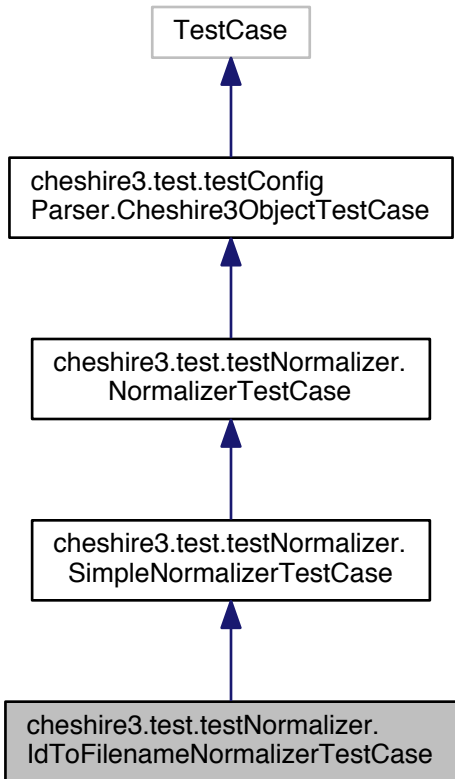 TestCase
cheshire3.test.testConfig
Parser.Cheshire3ObjectTestCase
cheshire3.test.testNormalizer.
NormalizerTestCase
cheshire3.test.testNormalizer.
SimpleNormalizerTestCase
cheshire3.test.testNormalizer.
IdToFilenameNormalizerTestCase